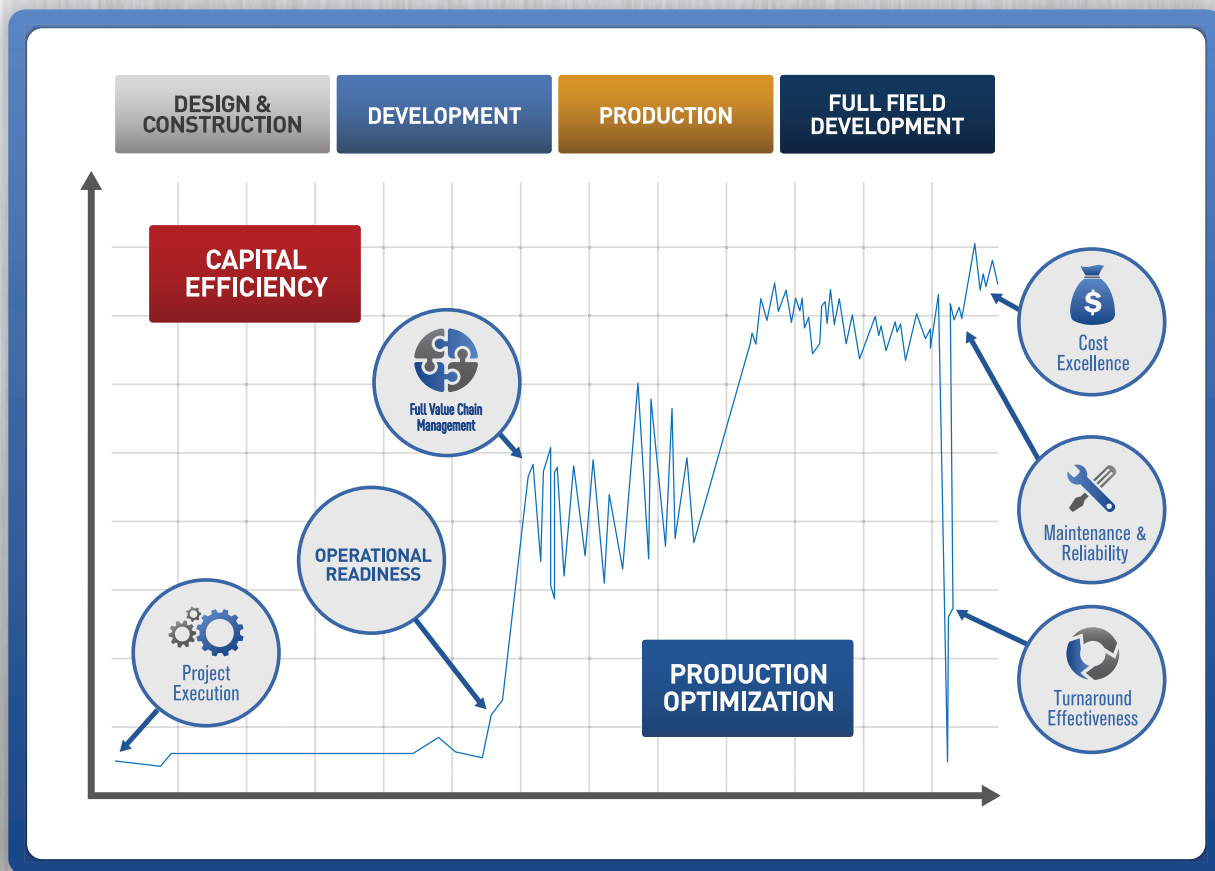 DESIGN &
CONSTRUCTION
DEVELOPMENT
PRODUCTION
FULL FIELD
DEVELOPMENT
CAPITAL
EFFICIENCY
$
Cost
Excellence
Full Value Chain
Management
Maintenance &
Reliability
OPERATIONAL
READINESS
Project
Execution
PRODUCTION
OPTIMIZATION
Turnaround
Effectiveness